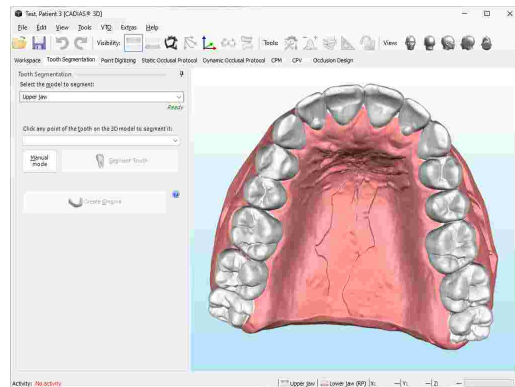 Test, Patient 3 [CADIAS® 3D]
File Edit View Tools VTO Extras Help
Visibility: Tools: View:
Workspace Tooth Segmentation Point Digitizing Static Occlusal Protocol Dynamic Occlusal Protocol CPM CPV Occlusion Design
Tooth Segmentation
Select the model to segment:
Upper Jaw
Ready
Click any point of the tooth on the 3D model to segment it:
Manual mode
Segment Tooth
Create Gingiva
Activity: No activity
Upper Jaw Lower Jaw (RP) X: — Y: — Z: —